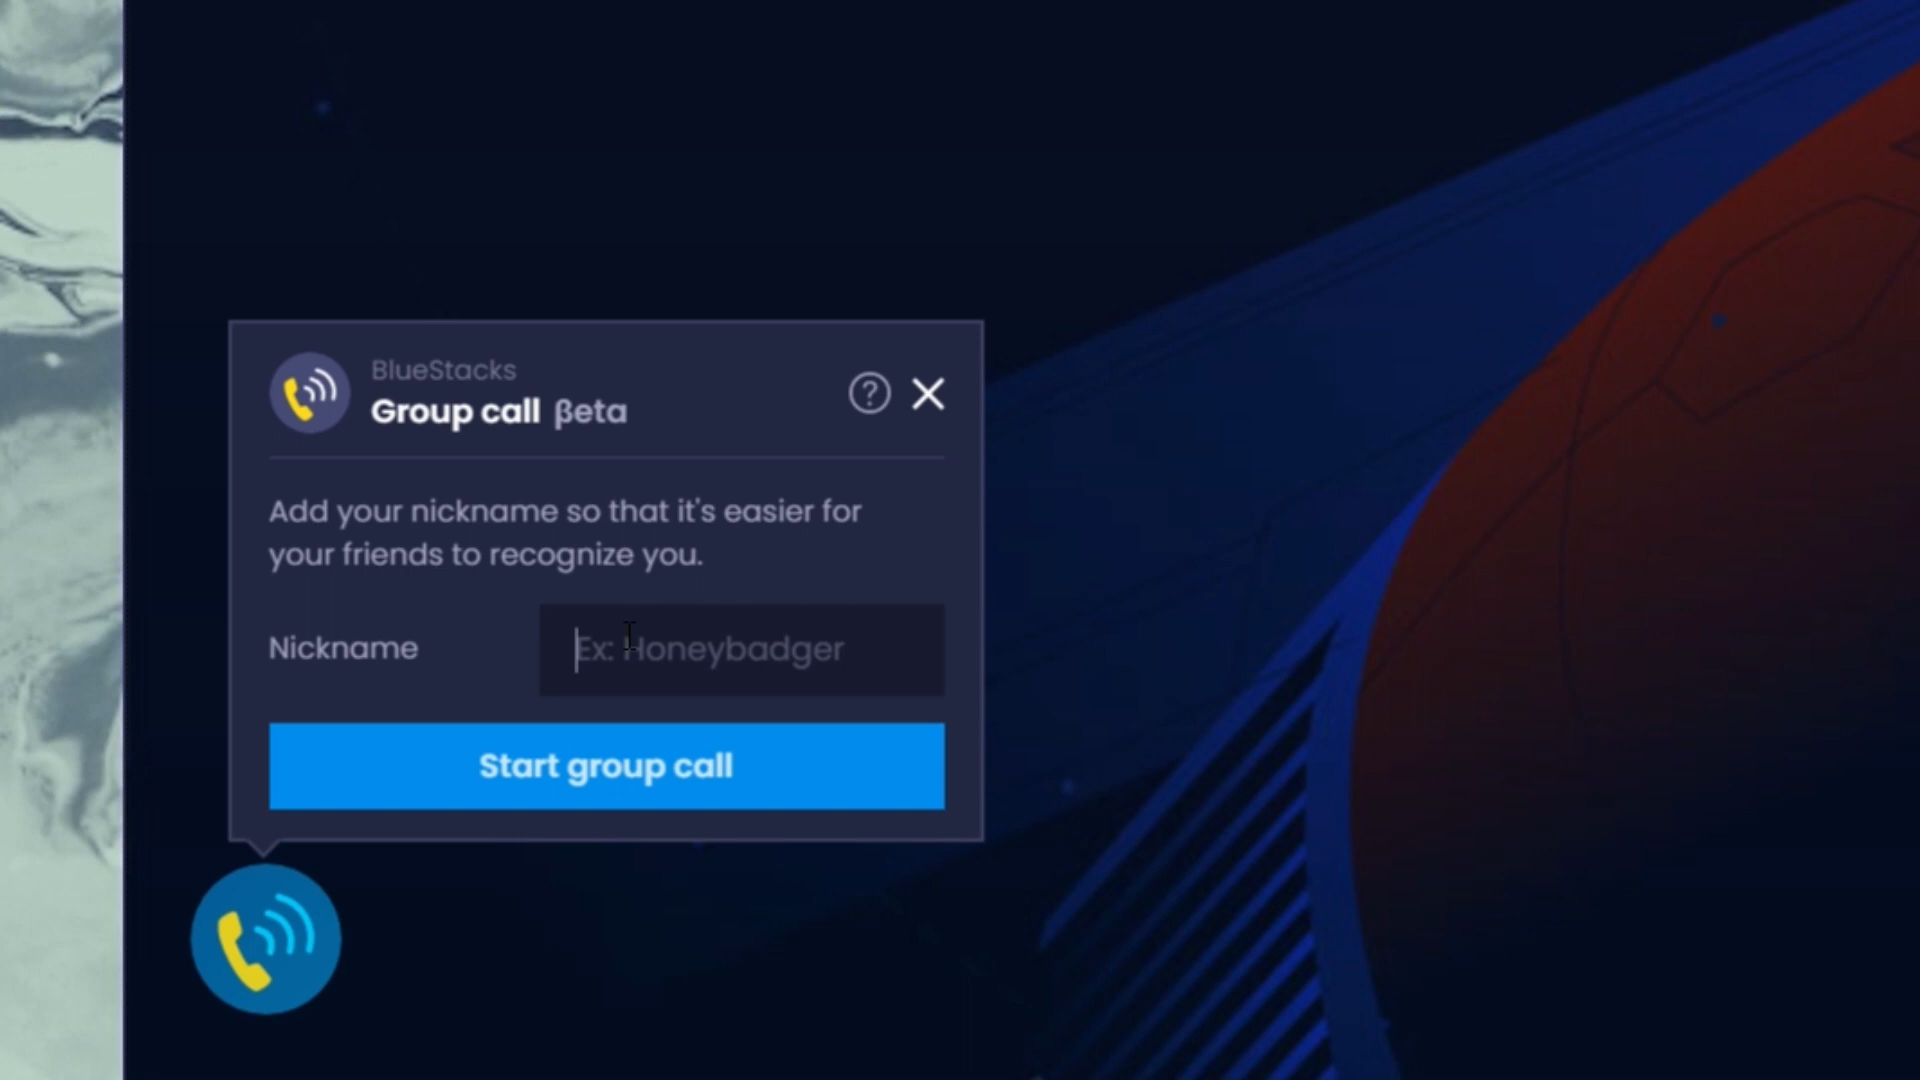 BlueStacks
Group call βeta
?
Add your nickname so that it's easier for
your friends to recognize you.
Nickname
Ex: Honeybadger
Start group call